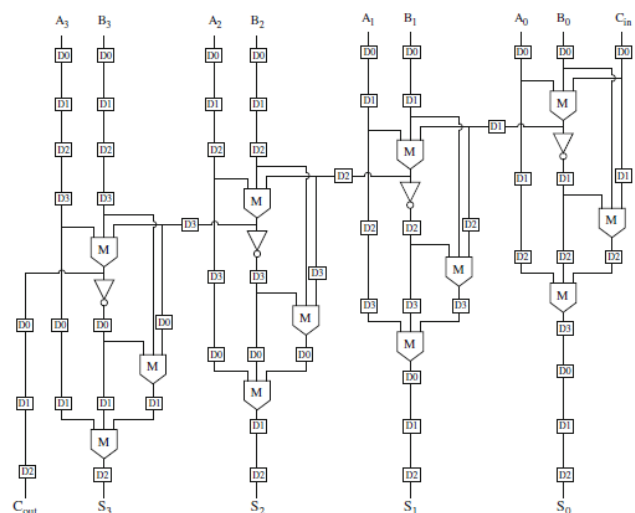 A3 B3 A2 B2 A1 B1 A0 B0 Cin
D0 D0 D0 D0 D0 D0 D0 D0 D0
D1 D1 D1 D1 D1 D1 M
D1
D2 D2 D2 D2 M
D2 D1 D1 D1
D3 D3 M
D3 D2 D2 D2 M
M D2 D2 D2
D3 D3 D3 M
M
D3 D3 D3
D0 D0 D0 D0 M D3
M
D0 D0 D0
M D0 D0
M
D1 D1 D1 D1
D1 D1 D1
M
D2 D2 D2 D2 D2
Cout S3 S2 S1 S0